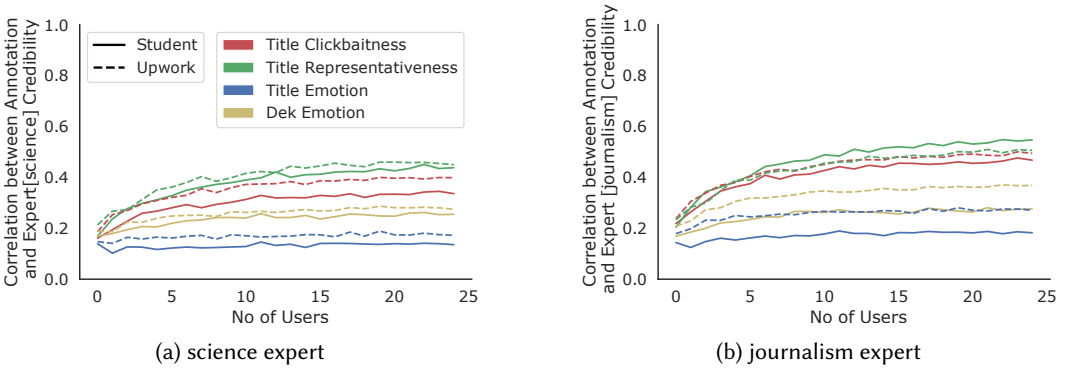 Correlation between Annotation
and Expert[science] Credibility
1.0
0.8
0.6
0.4
0.2
0.0
Student
Upwork
Title Clickbaitness
Title Representativeness
Title Emotion
Dek Emotion
0 5 10 15 20 25
No of Users
(a) science expert
Correlation between Annotation
and Expert [journalism] Credibility
1.0
0.8
0.6
0.4
0.2
0.0
0 5 10 15 20 25
No of Users
(b) journalism expert